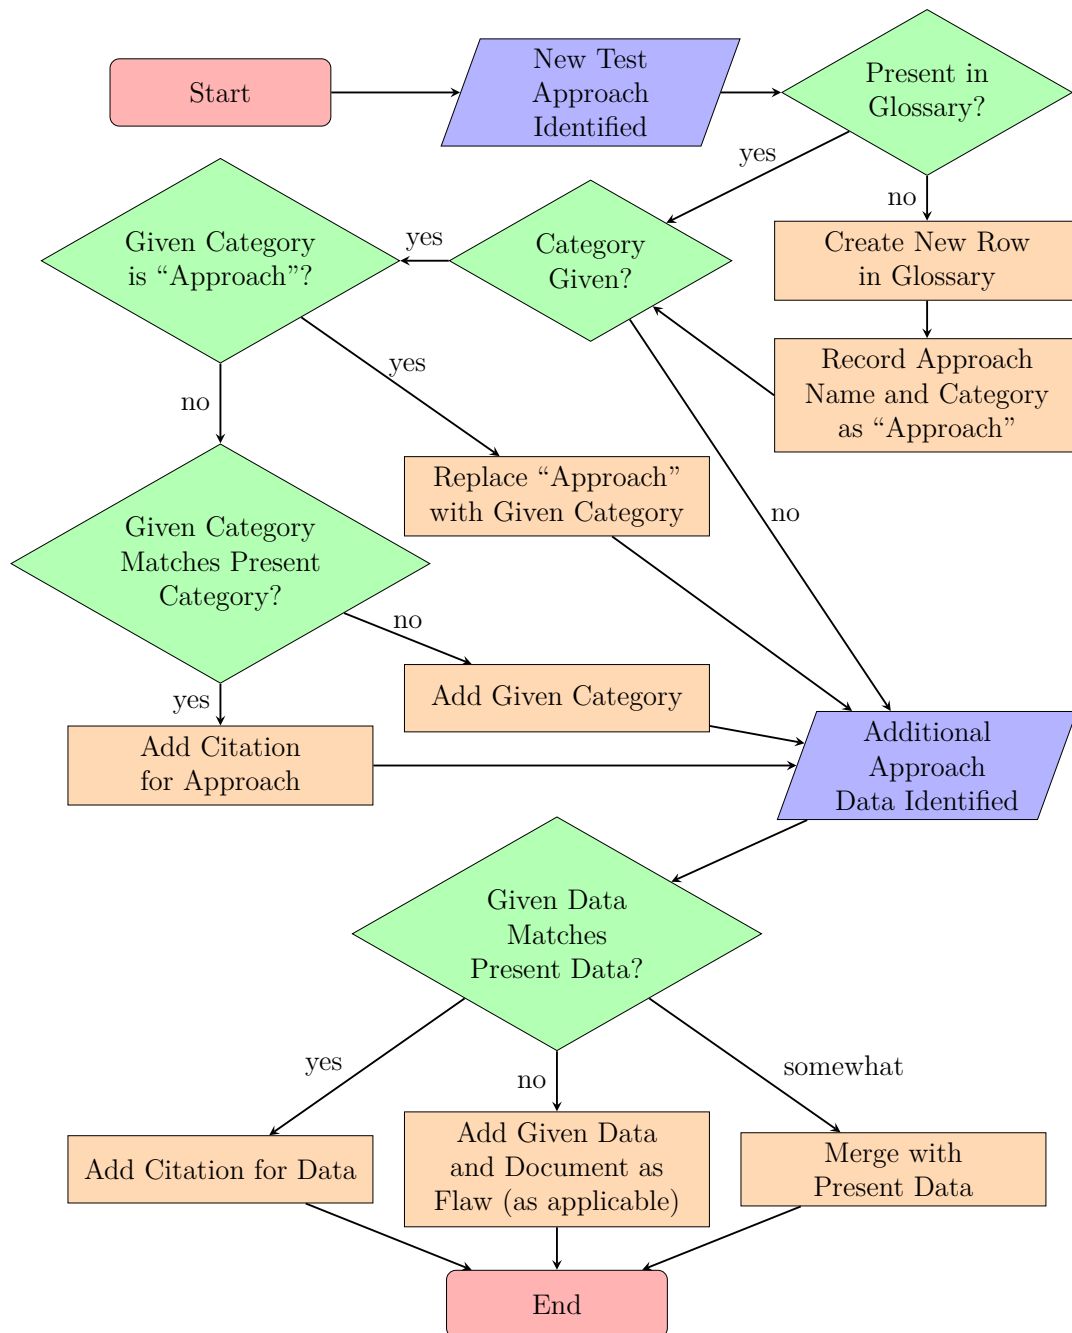 Start
New Test
Approach
Identified
Present in
Glossary?
yes
no
Given Category
is “Approach”?
yes
Category
Given?
Create New Row
in Glossary
Record Approach
Name and Category
as “Approach”
yes
no
no
Replace “Approach”
with Given Category
Given Category
Matches Present
Category?
no
yes
Add Given Category
Add Citation
for Approach
Additional
Approach
Data Identified
Given Data
Matches
Present Data?
yes
no
somewhat
Add Citation for Data
Add Given Data
and Document as
Flaw (as applicable)
Merge with
Present Data
End